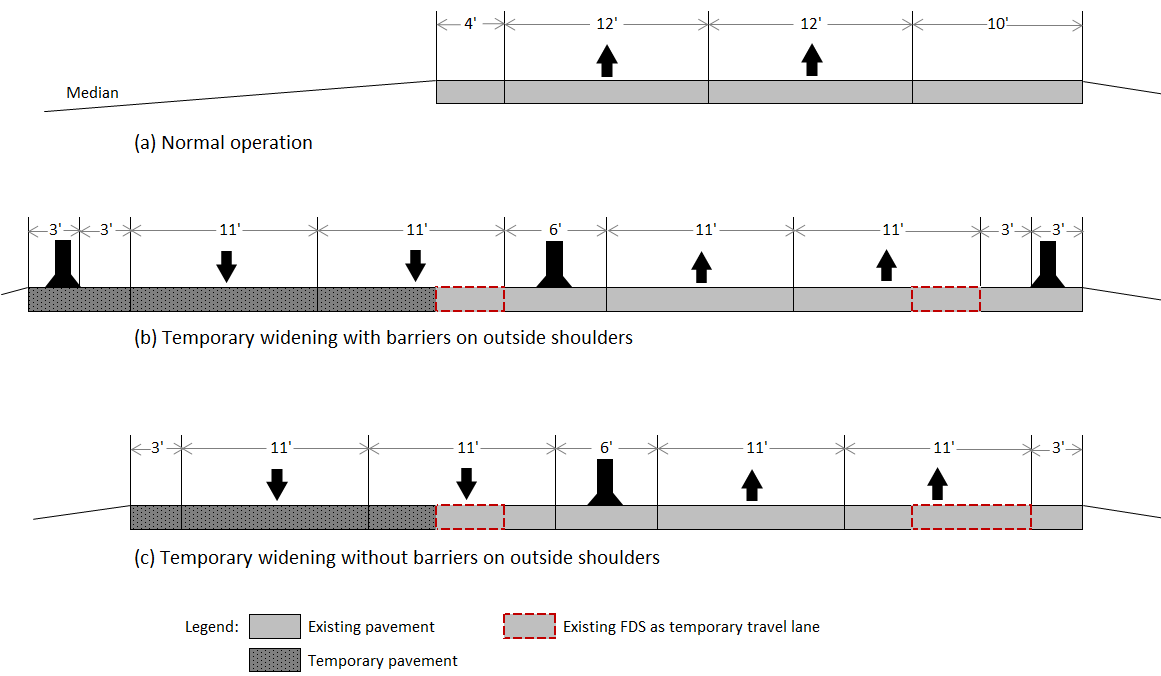 4' 12' 12' 10'
Median
(a) Normal operation
3' 3' 11' 11' 6' 11' 11' 3' 3'
(b) Temporary widening with barriers on outside shoulders
3' 11' 11' 6' 11' 11' 3'
(c) Temporary widening without barriers on outside shoulders
Legend: Existing pavement Existing FDS as temporary travel lane
Temporary pavement